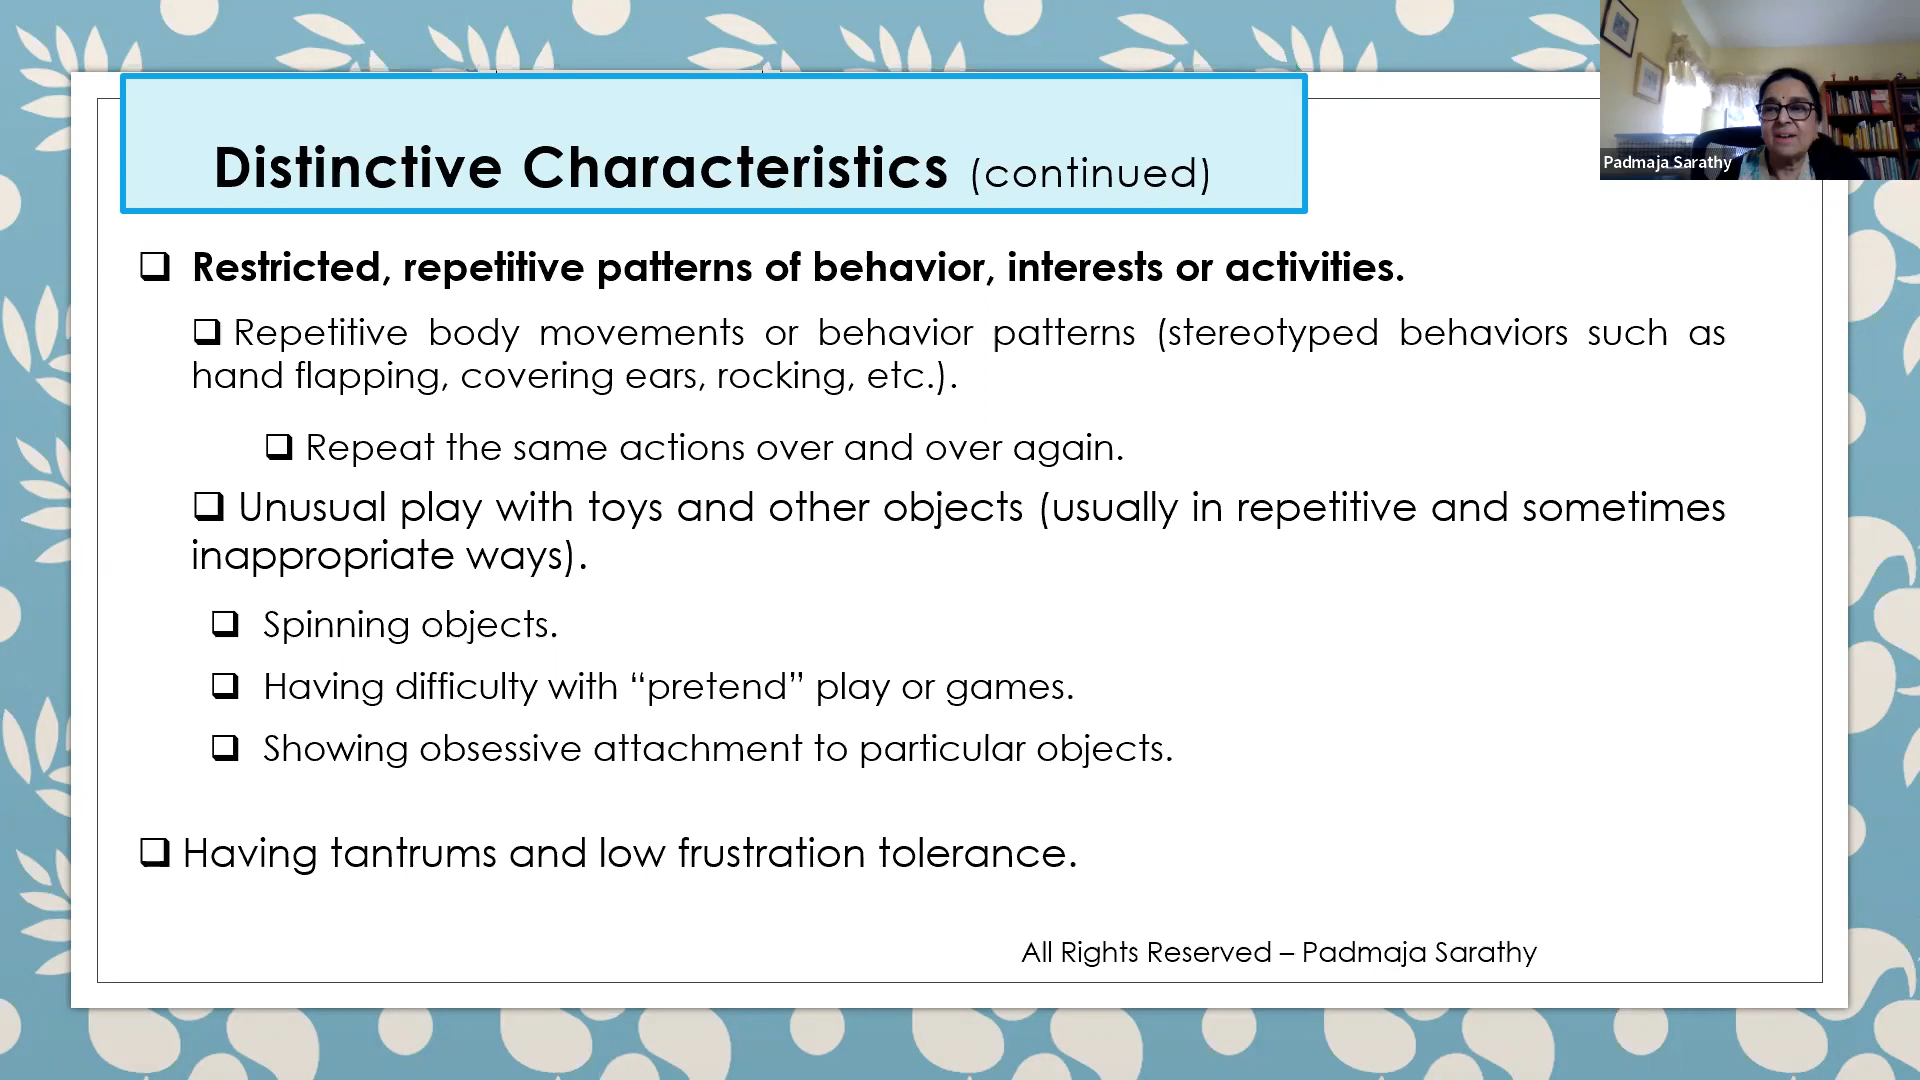 Distinctive Characteristics (continued)
Padmaja Sarathy
❑ Restricted, repetitive patterns of behavior, interests or activities.
❑ Repetitive body movements or behavior patterns (stereotyped behaviors such as
hand flapping, covering ears, rocking, etc.).
❑ Repeat the same actions over and over again.
❑ Unusual play with toys and other objects (usually in repetitive and sometimes
inappropriate ways).
❑ Spinning objects.
❑ Having difficulty with “pretend” play or games.
❑ Showing obsessive attachment to particular objects.
❑ Having tantrums and low frustration tolerance.
All Rights Reserved – Padmaja Sarathy